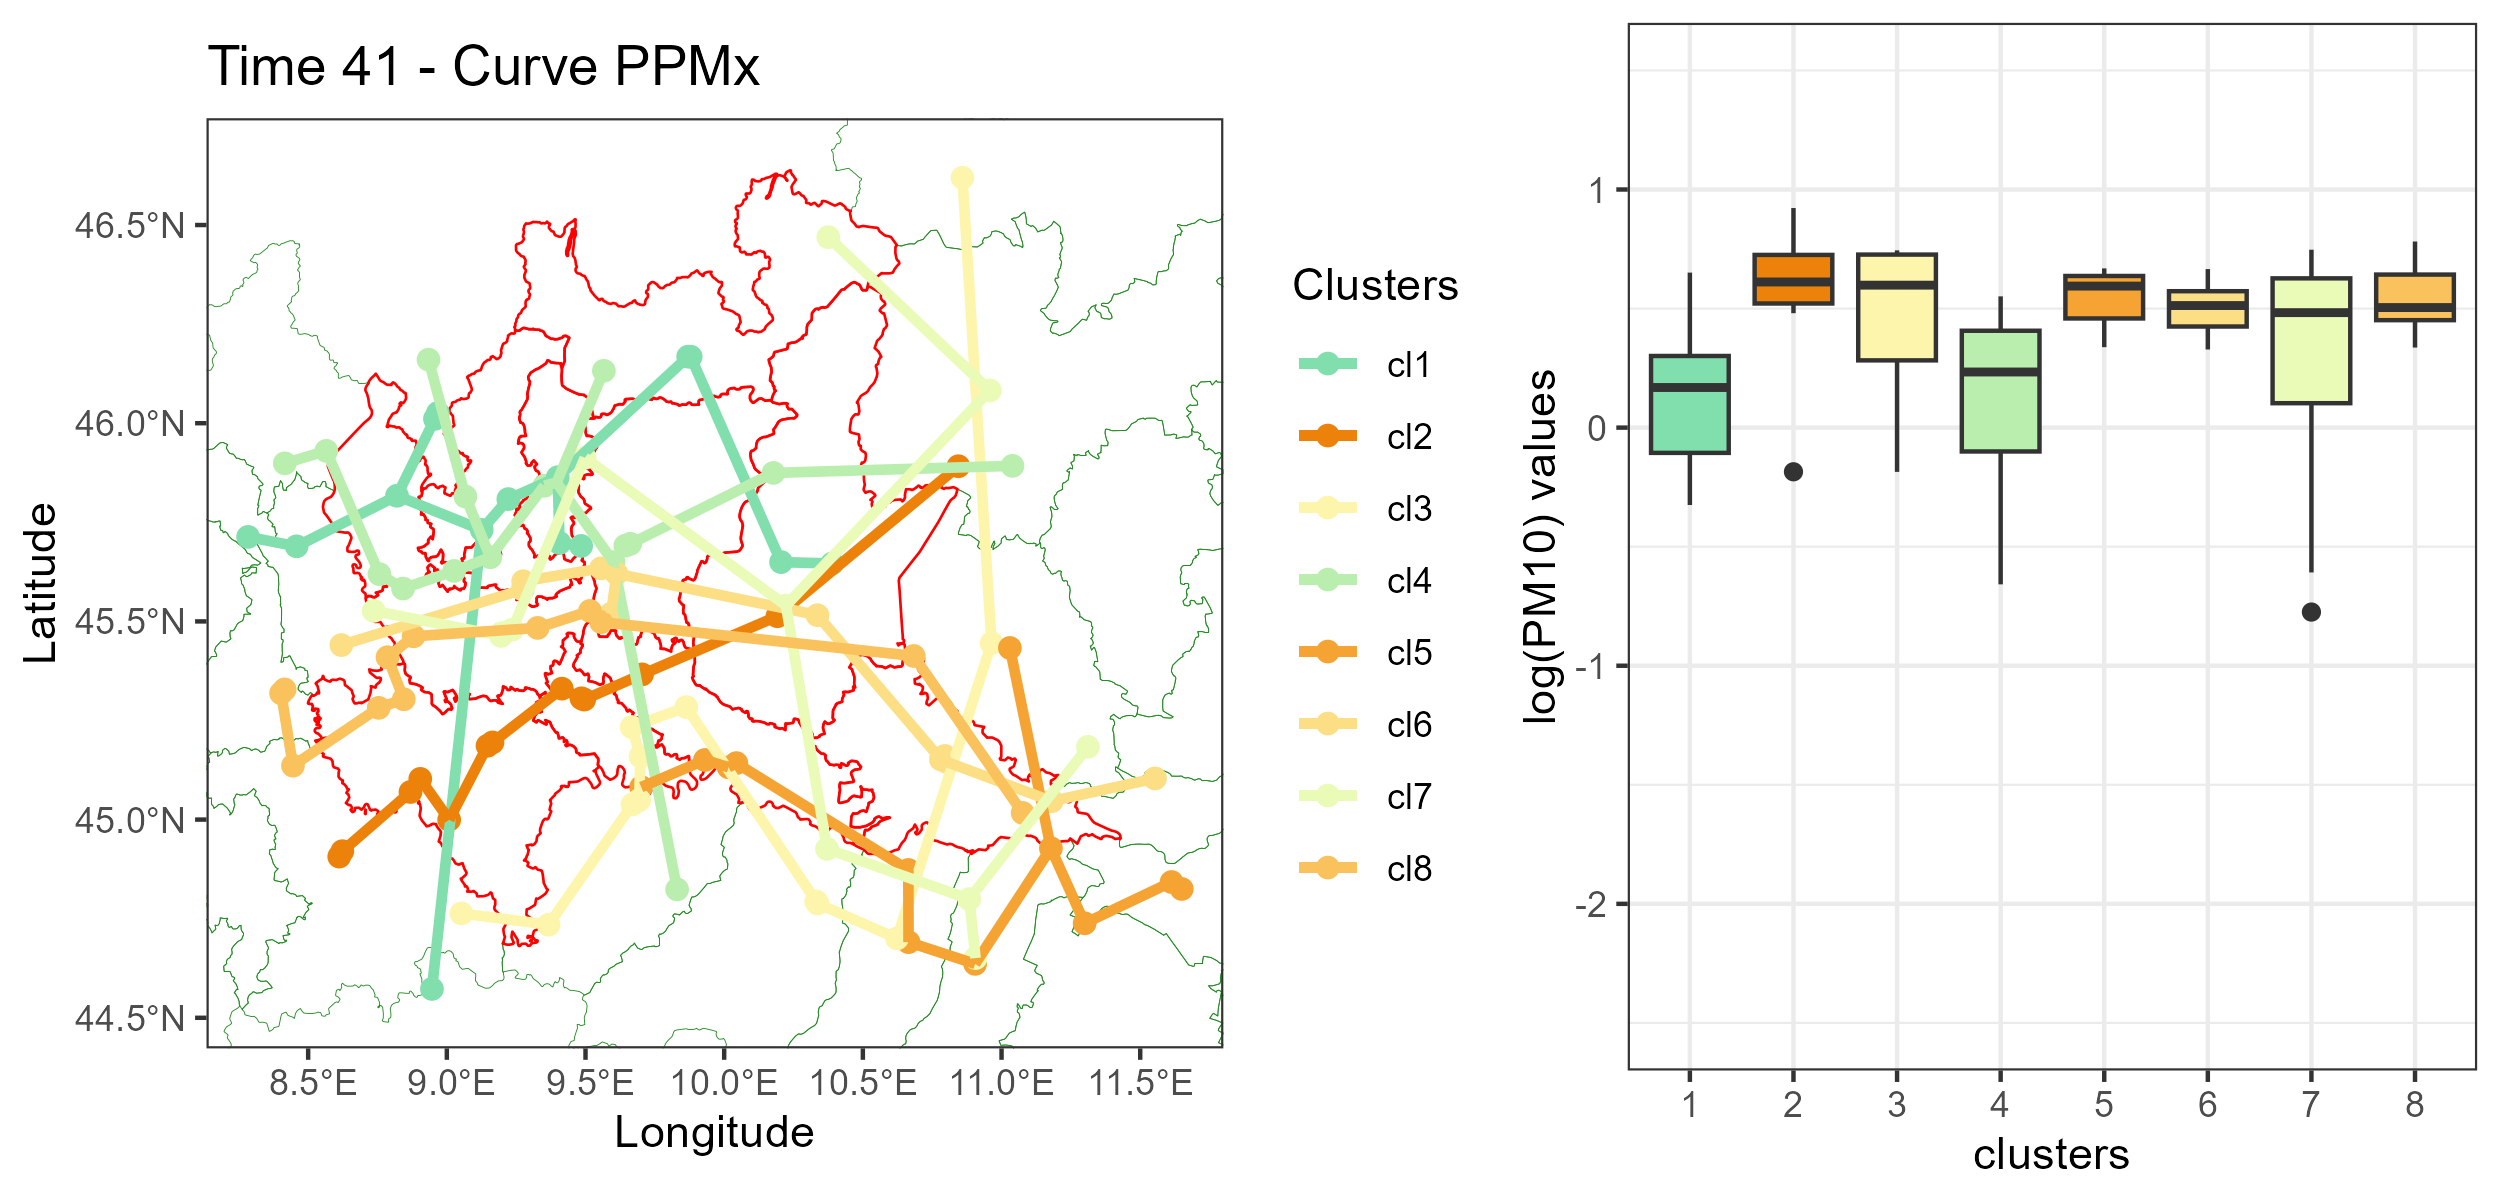 Time 41 - Curve PPMx
46.5°N
46.0°N
45.5°N
45.0°N
44.5°N
Latitude
8.5°E 9.0°E 9.5°E 10.0°E 10.5°E 11.0°E 11.5°E
Longitude
Clusters
cl1
cl2
cl3
cl4
cl5
cl6
cl7
cl8
log(PM10) values
1
0
-1
-2
1 2 3 4 5 6 7 8
clusters